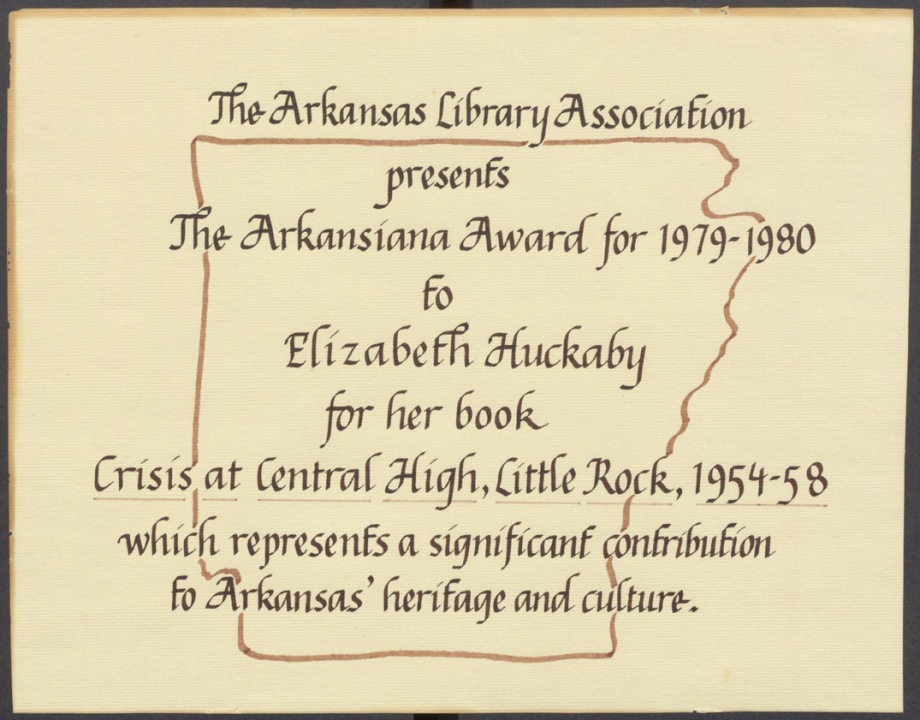 The Arkansas Library Association
presents
The Arkansiana Award for 1979-1980
to
Elizabeth Huckaby
for her book
Crisis at Central High, Little Rock, 1954-58
which represents a significant contribution
to Arkansas' heritage and culture.